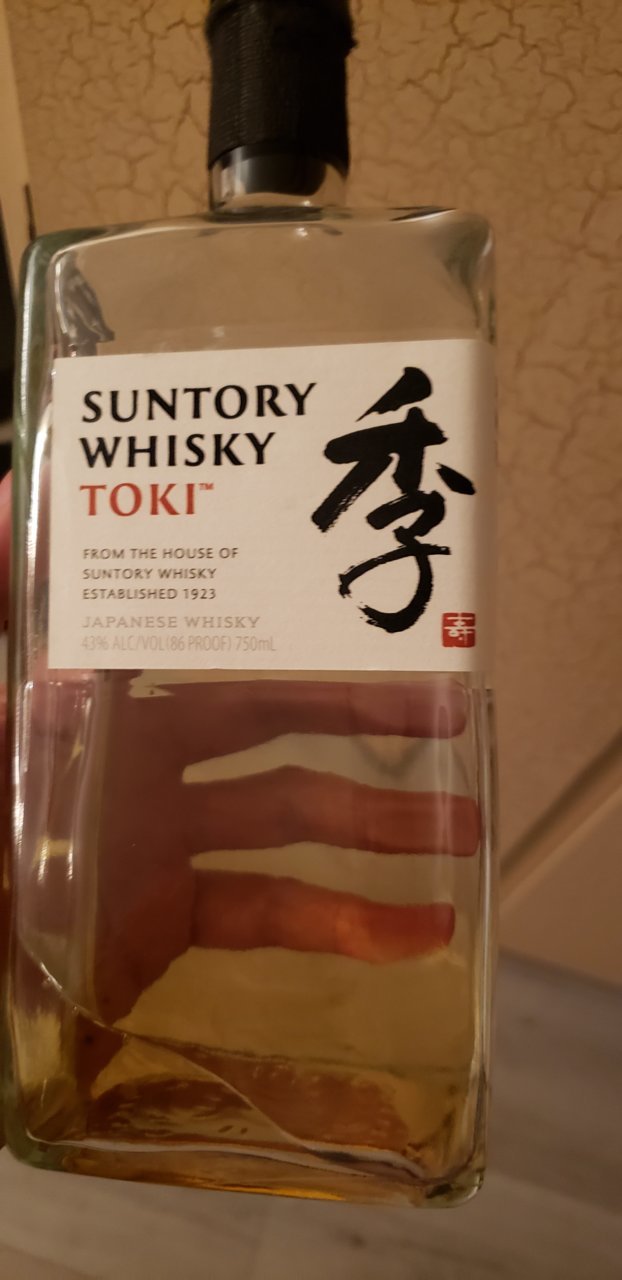 SUNTORY
WHISKY
TOKI™
季
FROM THE HOUSE OF
SUNTORY WHISKY
ESTABLISHED 1923
JAPANESE WHISKY
43% ALC/VOL(86 PROOF) 750mL